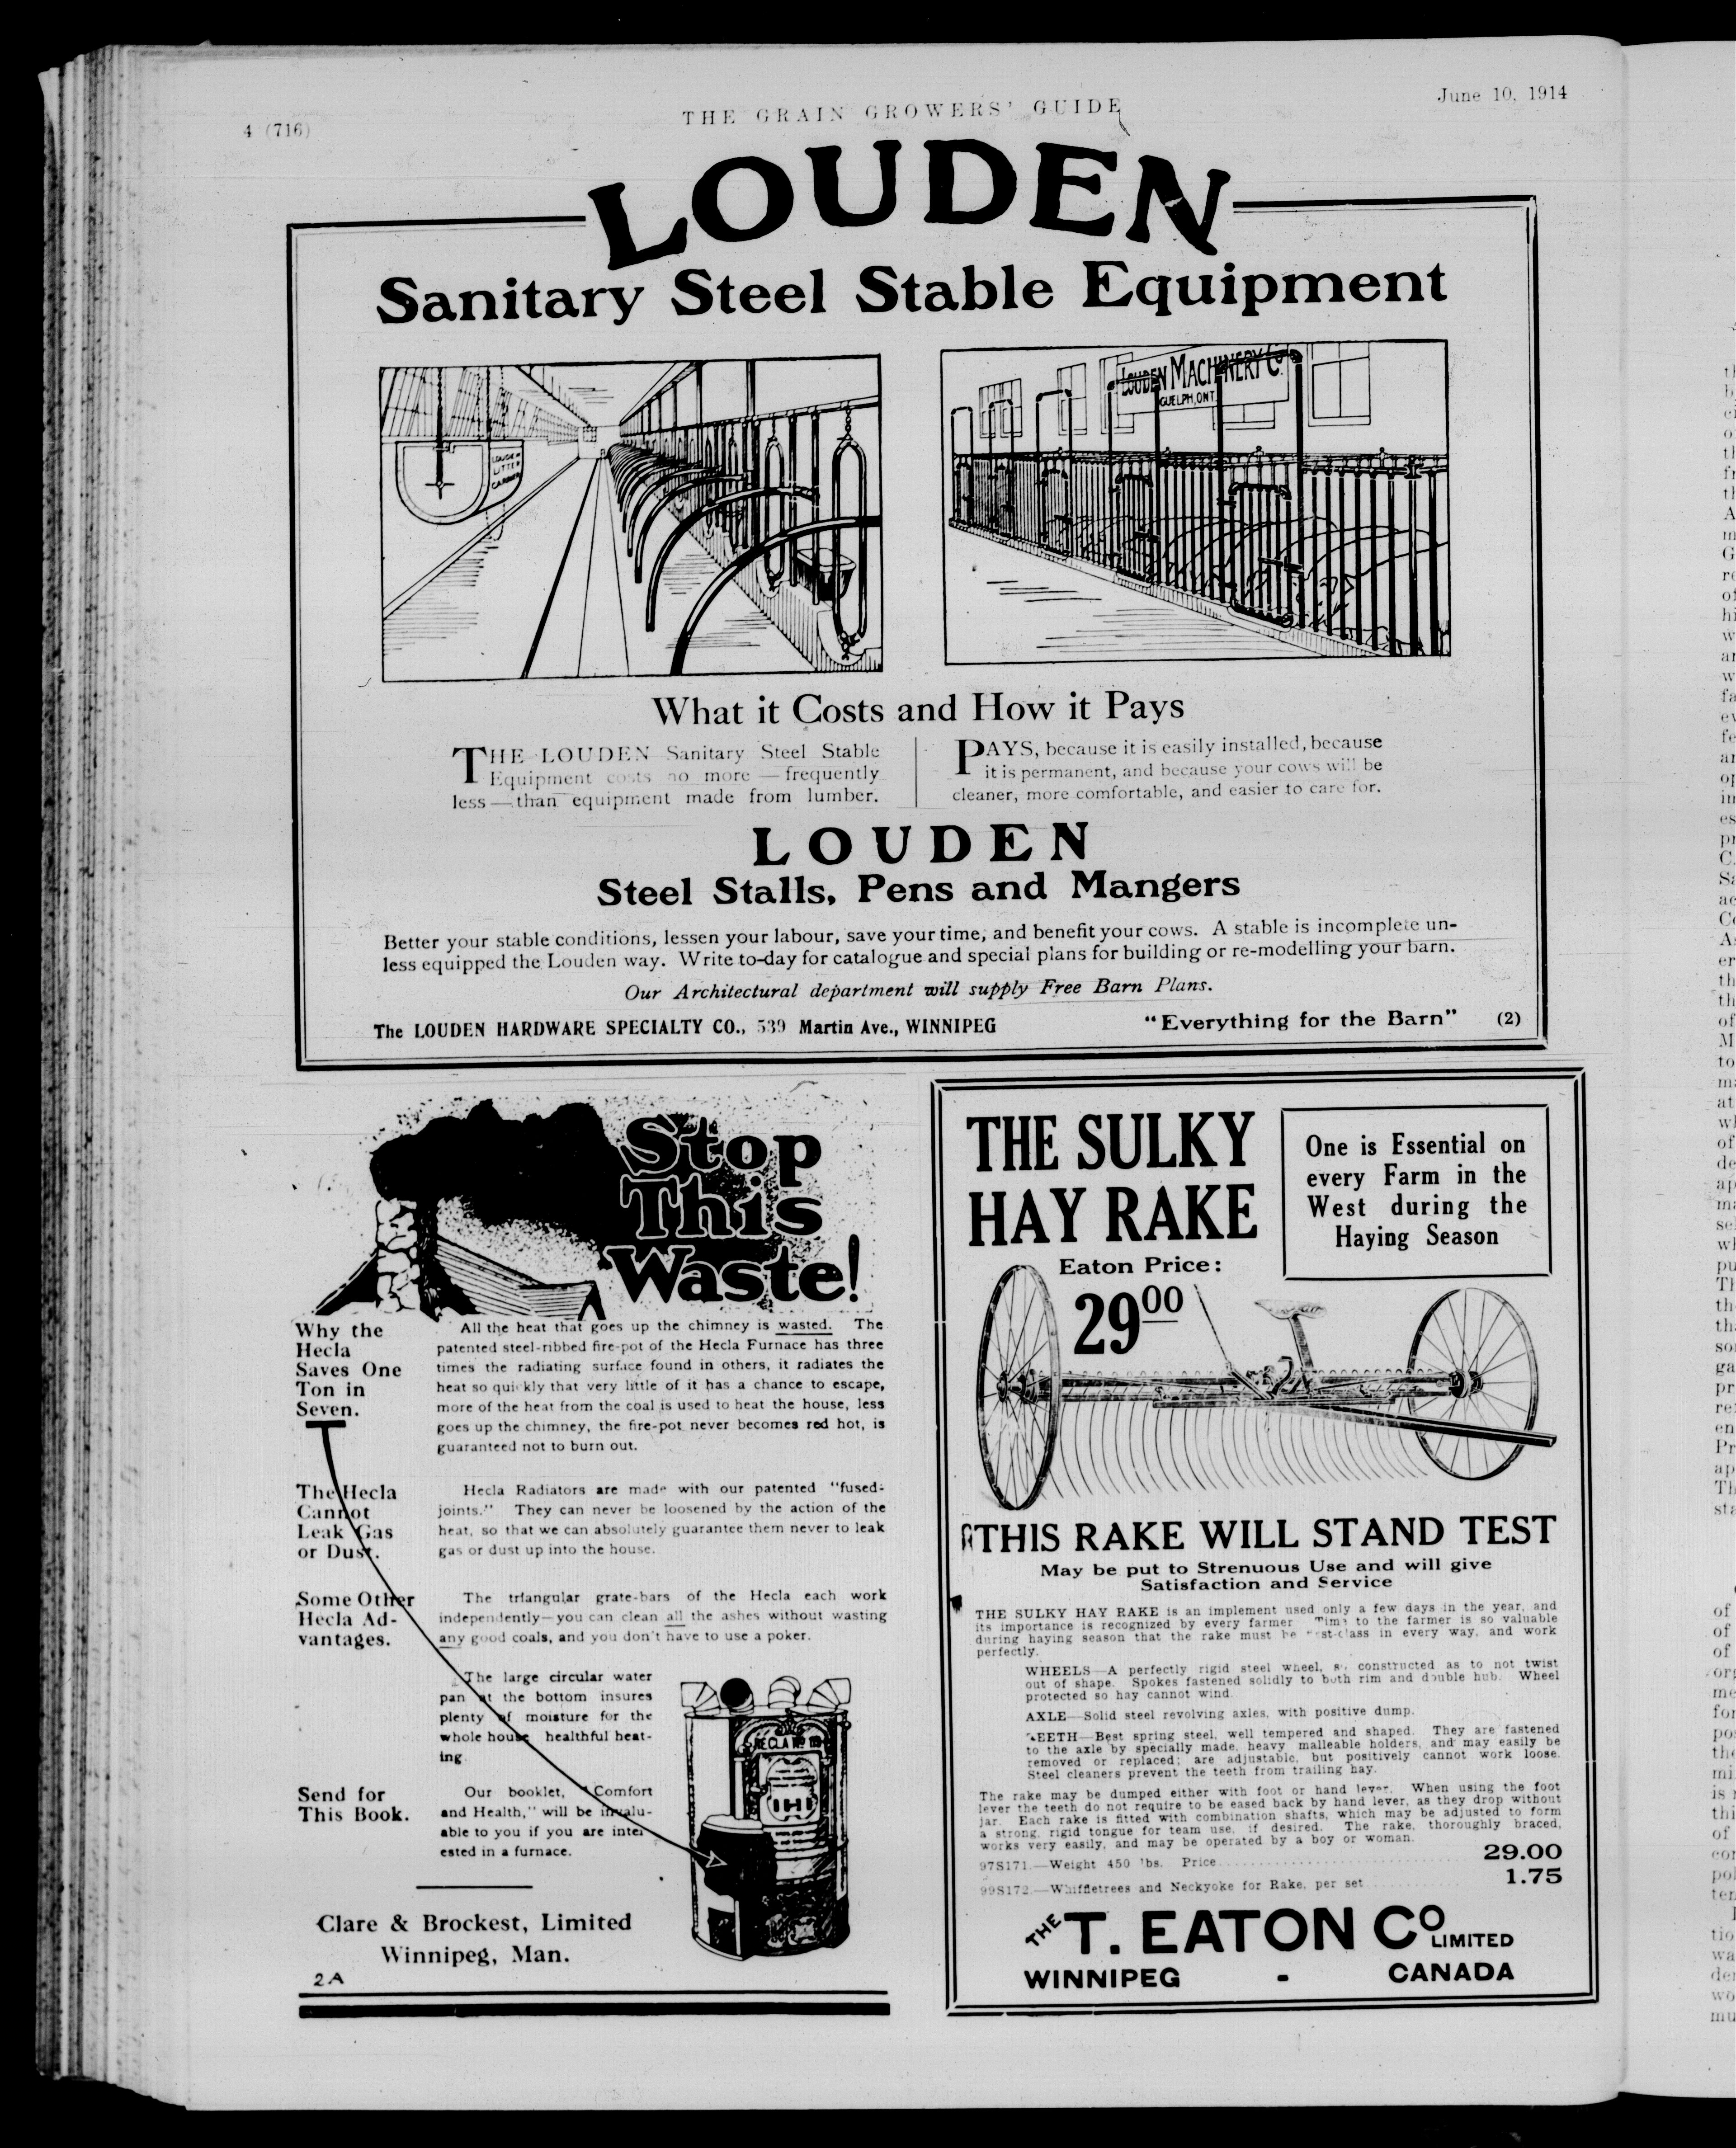 4 (716)
THE GRAIN GROWERS' GUIDE
June 10, 1914
LOUDEN
Sanitary Steel Stable Equipment
LOUDEN
LITTER
CARRIER
LOUDEN MACHINERY Co.
GUELPH, ONT.
What it Costs and How it Pays
THE LOUDEN Sanitary Steel Stable
Equipment costs no more — frequently
less — than equipment made from lumber.
PAYS, because it is easily installed, because
it is permanent, and because your cows will be
cleaner, more comfortable, and easier to care for.
LOUDEN
Steel Stalls, Pens and Mangers
Better your stable conditions, lessen your labour, save your time, and benefit your cows. A stable is incomplete un-
less equipped the Louden way. Write to-day for catalogue and special plans for building or re-modelling your barn.
Our Architectural department will supply Free Barn Plans.
The LOUDEN HARDWARE SPECIALTY CO., 539 Martin Ave., WINNIPEG
"Everything for the Barn" (2)
Stop
This
Waste!
Why the
Hecla
Saves One
Ton in
Seven.
All the heat that goes up the chimney is wasted. The
patented steel-ribbed fire-pot of the Hecla Furnace has three
times the radiating surface found in others, it radiates the
heat so quickly that very little of it has a chance to escape,
more of the heat from the coal is used to heat the house, less
goes up the chimney, the fire-pot never becomes red hot, is
guaranteed not to burn out.
The Hecla
Cannot
Leak Gas
or Dust.
Hecla Radiators are made with our patented "fused-
joints." They can never be loosened by the action of the
heat, so that we can absolutely guarantee them never to leak
gas or dust up into the house.
Some Other
Hecla Ad-
vantages.
The triangular grate-bars of the Hecla each work
independently—you can clean all the ashes without wasting
any good coals, and you don't have to use a poker.
The large circular water
pan at the bottom insures
plenty of moisture for the
whole house healthful heat-
ing.
Send for
This Book.
Our booklet, "Comfort
and Health," will be invalu-
able to you if you are inter
ested in a furnace.
HECLA No
Clare & Brockest, Limited
Winnipeg, Man.
2 A
THE SULKY
HAY RAKE
One is Essential on
every Farm in the
West during the
Haying Season
Eaton Price:
29.00
THIS RAKE WILL STAND TEST
May be put to Strenuous Use and will give
Satisfaction and Service
THE SULKY HAY RAKE is an implement used only a few days in the year, and
its importance is recognized by every farmer Time to the farmer is so valuable
during haying season that the rake must be first-class in every way, and work
perfectly.
WHEELS—A perfectly rigid steel wheel, so constructed as to not twist
out of shape. Spokes fastened solidly to both rim and double hub. Wheel
protected so hay cannot wind.
AXLE—Solid steel revolving axles, with positive dump.
TEETH—Best spring steel, well tempered and shaped. They are fastened
to the axle by specially made, heavy malleable holders, and may easily be
removed or replaced; are adjustable, but positively cannot work loose.
Steel cleaners prevent the teeth from trailing hay.
The rake may be dumped either with foot or hand lever. When using the foot
lever the teeth do not require to be eased back by hand lever, as they drop without
jar. Each rake is fitted with combination shafts, which may be adjusted to form
a strong, rigid tongue for team use, if desired. The rake, thoroughly braced,
works very easily, and may be operated by a boy or woman.
97S171.—Weight 450 lbs. Price 29.00
99S172.—Whiffletrees and Neckyoke for Rake, per set 1.75
THE T. EATON Co LIMITED
WINNIPEG - CANADA